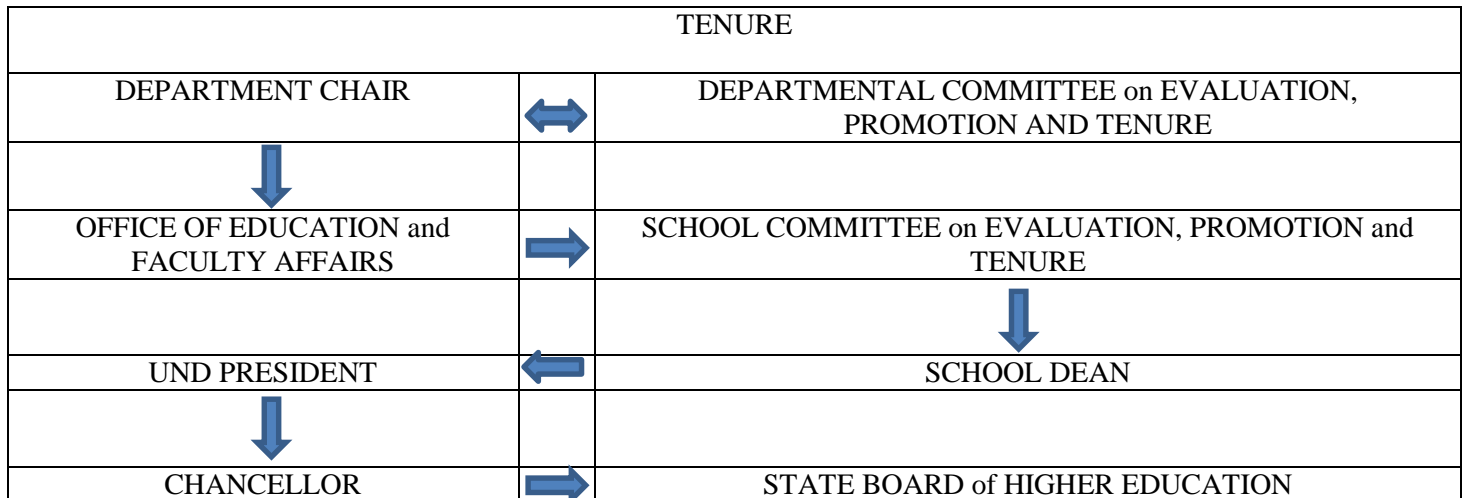 TENURE
DEPARTMENT CHAIR
DEPARTMENTAL COMMITTEE on EVALUATION,
PROMOTION AND TENURE
OFFICE OF EDUCATION and
FACULTY AFFAIRS
SCHOOL COMMITTEE on EVALUATION, PROMOTION and
TENURE
UND PRESIDENT
SCHOOL DEAN
CHANCELLOR
STATE BOARD of HIGHER EDUCATION